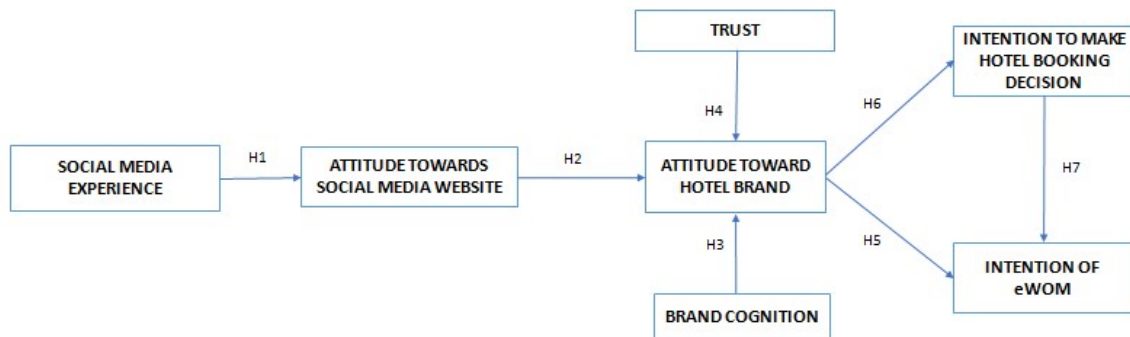 TRUST
INTENTION TO MAKE
HOTEL BOOKING
DECISION
H4
H6
SOCIAL MEDIA
EXPERIENCE
H1
ATTITUDE TOWARDS
SOCIAL MEDIA WEBSITE
H2
ATTITUDE TOWARD
HOTEL BRAND
H7
H3
H5
INTENTION OF
eWOM
BRAND COGNITION